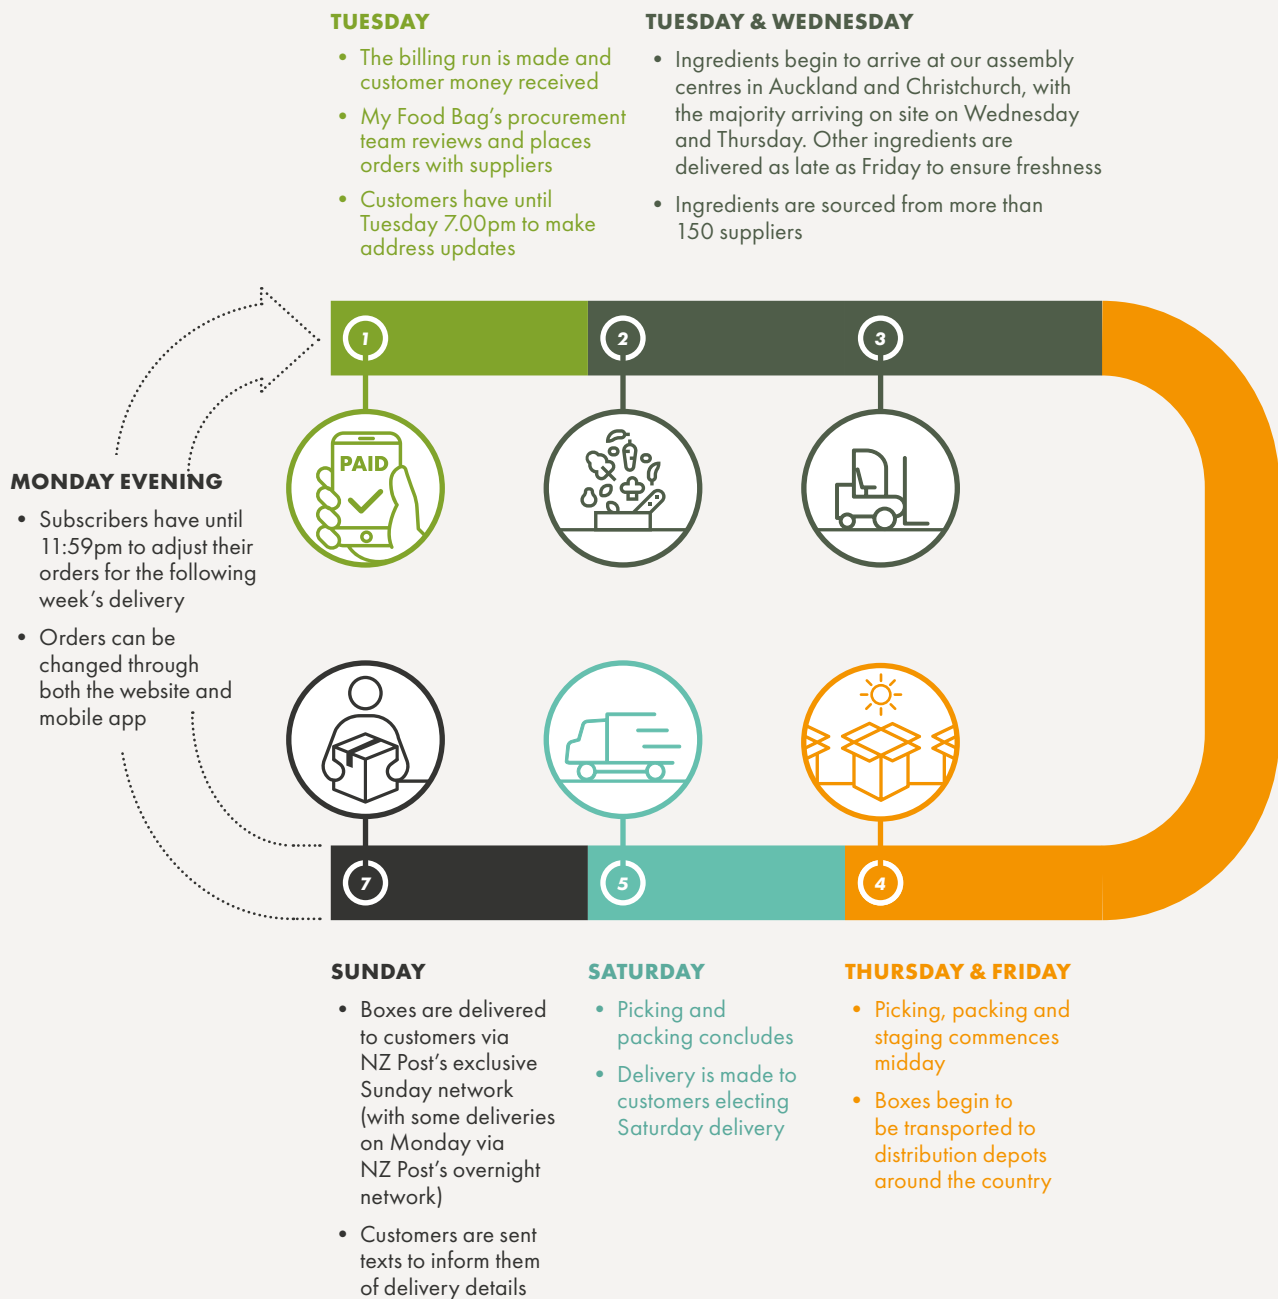 TUESDAY
• The billing run is made and
customer money received
• My Food Bag's procurement
team reviews and places
orders with suppliers
• Customers have until
Tuesday 7.00pm to make
address updates
TUESDAY & WEDNESDAY
• Ingredients begin to arrive at our assembly
centres in Auckland and Christchurch, with
the majority arriving on site on Wednesday
and Thursday. Other ingredients are
delivered as late as Friday to ensure freshness
• Ingredients are sourced from more than
150 suppliers
1
2
3
PAID
MONDAY EVENING
• Subscribers have until
11:59pm to adjust their
orders for the following
week's delivery
• Orders can be
changed through
both the website and
mobile app
7
5
4
SUNDAY
• Boxes are delivered
to customers via
NZ Post's exclusive
Sunday network
(with some deliveries
on Monday via
NZ Post's overnight
network)
• Customers are sent
texts to inform them
of delivery details
SATURDAY
• Picking and
packing concludes
• Delivery is made to
customers electing
Saturday delivery
THURSDAY & FRIDAY
• Picking, packing and
staging commences
midday
• Boxes begin to
be transported to
distribution depots
around the country